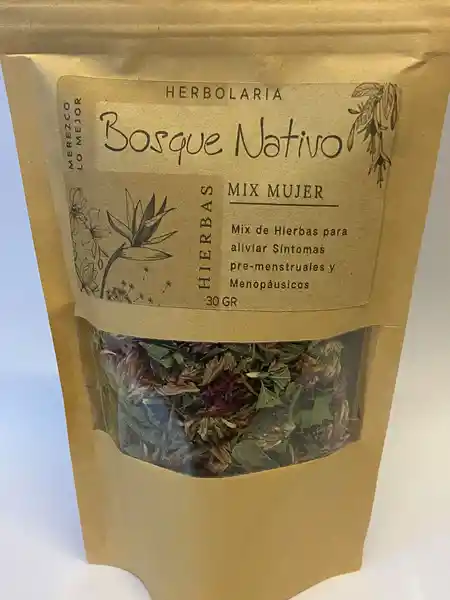 HERBOLARIA
MEREZCO
LO MEJOR
Bosque Nativo
HIERBAS
MIX MUJER
Mix de Hierbas para
aliviar Síntomas
pre-menstruales y
Menopáusicos
30 GR